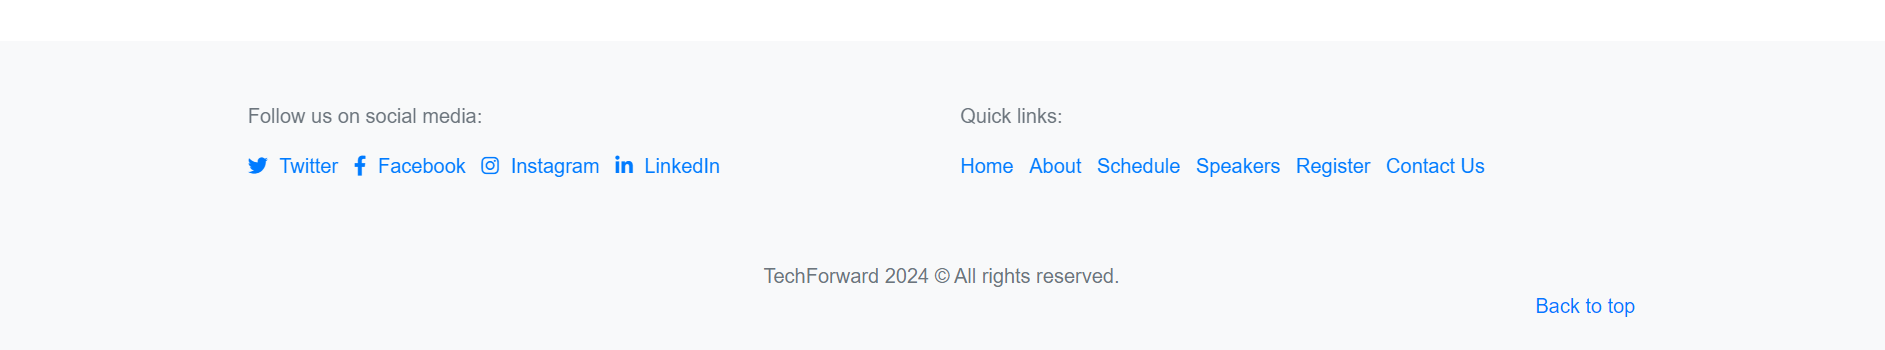 Follow us on social media:
Twitter Facebook Instagram LinkedIn
Quick links:
Home About Schedule Speakers Register Contact Us
TechForward 2024 © All rights reserved.
Back to top